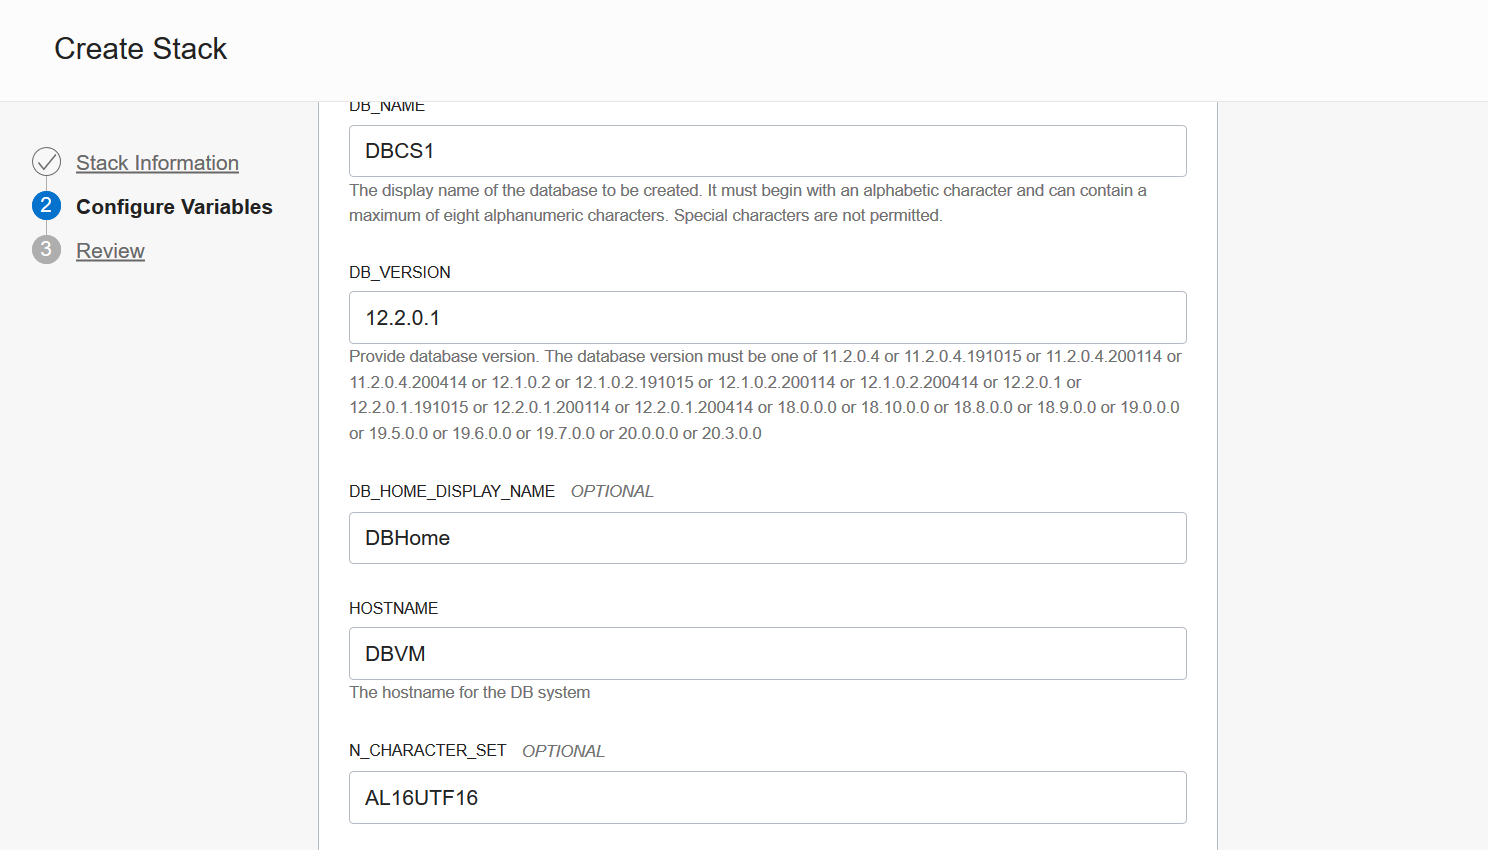 Create Stack
Stack Information
2 Configure Variables
3 Review
DB_NAME
DBCS1
The display name of the database to be created. It must begin with an alphabetic character and can contain a
maximum of eight alphanumeric characters. Special characters are not permitted.
DB_VERSION
12.2.0.1
Provide database version. The database version must be one of 11.2.0.4 or 11.2.0.4.191015 or 11.2.0.4.200114 or
11.2.0.4.200414 or 12.1.0.2 or 12.1.0.2.191015 or 12.1.0.2.200114 or 12.1.0.2.200414 or 12.2.0.1 or
12.2.0.1.191015 or 12.2.0.1.200114 or 12.2.0.1.200414 or 18.0.0.0 or 18.10.0.0 or 18.8.0.0 or 18.9.0.0 or 19.0.0.0
or 19.5.0.0 or 19.6.0.0 or 19.7.0.0 or 20.0.0.0 or 20.3.0.0
DB_HOME_DISPLAY_NAME OPTIONAL
DBHome
HOSTNAME
DBVM
The hostname for the DB system
N_CHARACTER_SET OPTIONAL
AL16UTF16